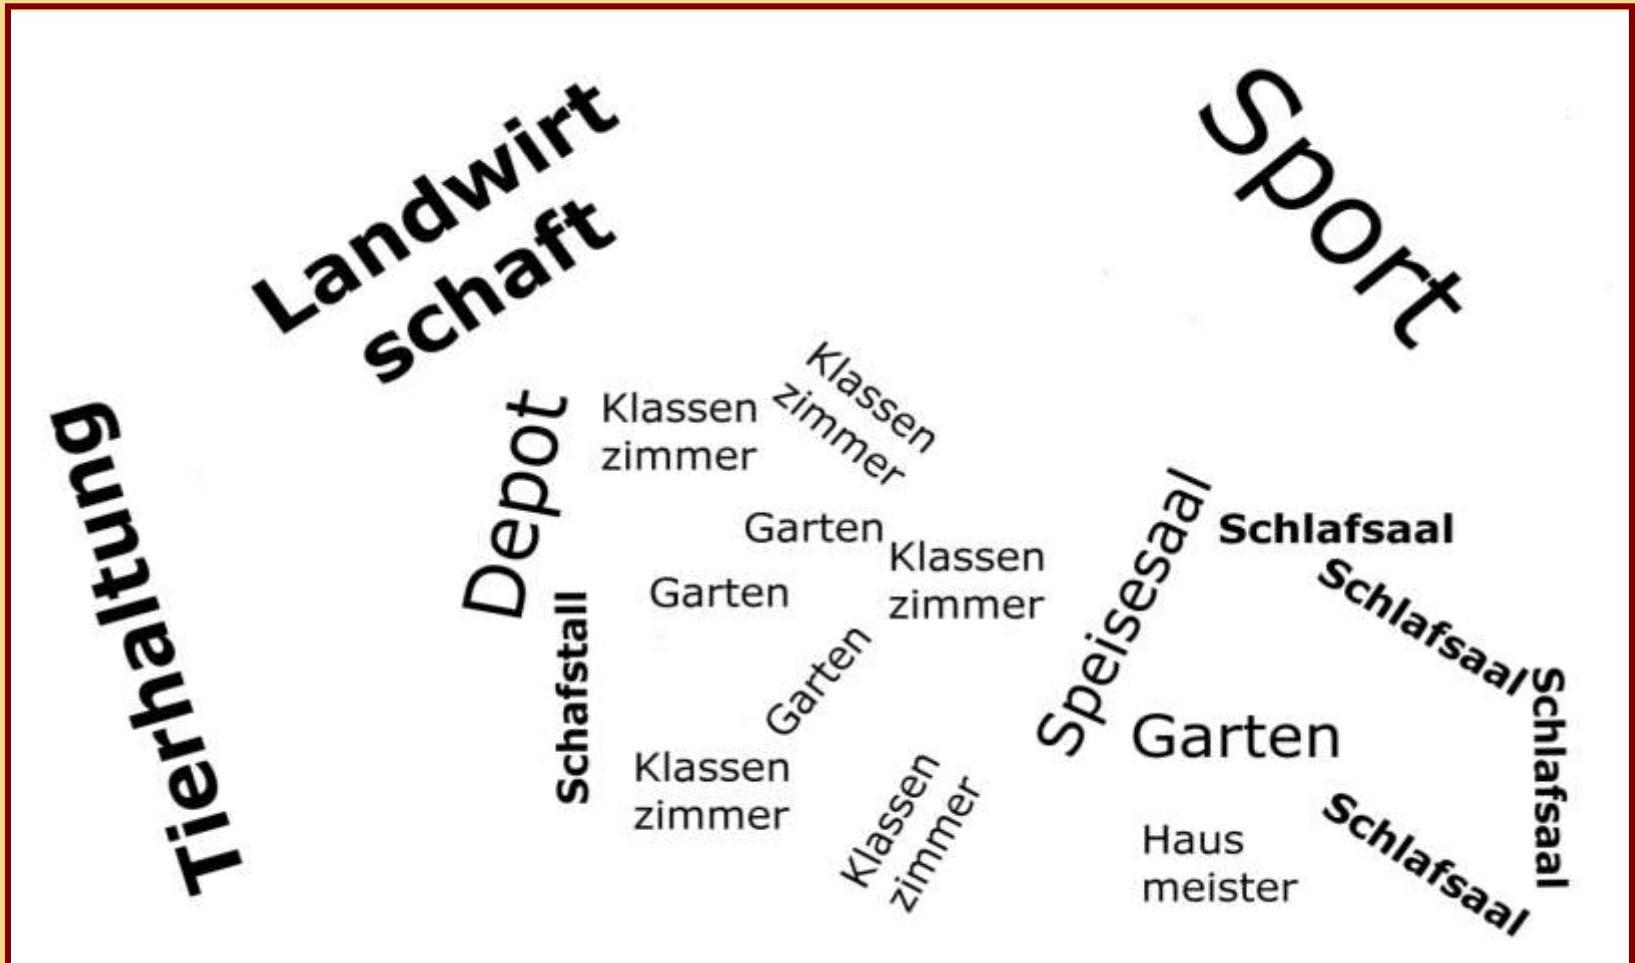 Landwirt
schaft
Sport
Tierhaltung
Depot
Klassen
zimmer
Klassen
zimmer
Garten
Klassen
zimmer
Garten
Schafstall
Garten
Klassen
zimmer
Klassen
zimmer
Speisesaal
Schlafsaal
Schlafsaal
Schlafsaal
Garten
Haus
meister
Schlafsaal